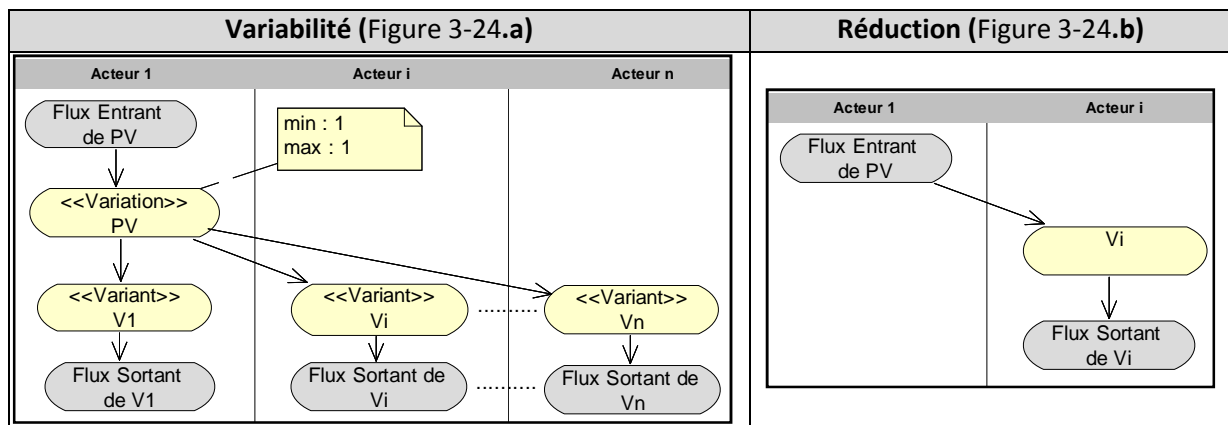 Variabilité (Figure 3-24.a)
Réduction (Figure 3-24.b)
Acteur 1
Acteur i
Acteur n
Flux Entrant
de PV
min : 1
max : 1
<<Variation>>
PV
<<Variant>>
V1
<<Variant>>
Vi
<<Variant>>
Vn
Flux Sortant
de V1
Flux Sortant de
Vi
Flux Sortant de
Vn
Acteur 1
Acteur i
Flux Entrant
de PV
Vi
Flux Sortant
de Vi